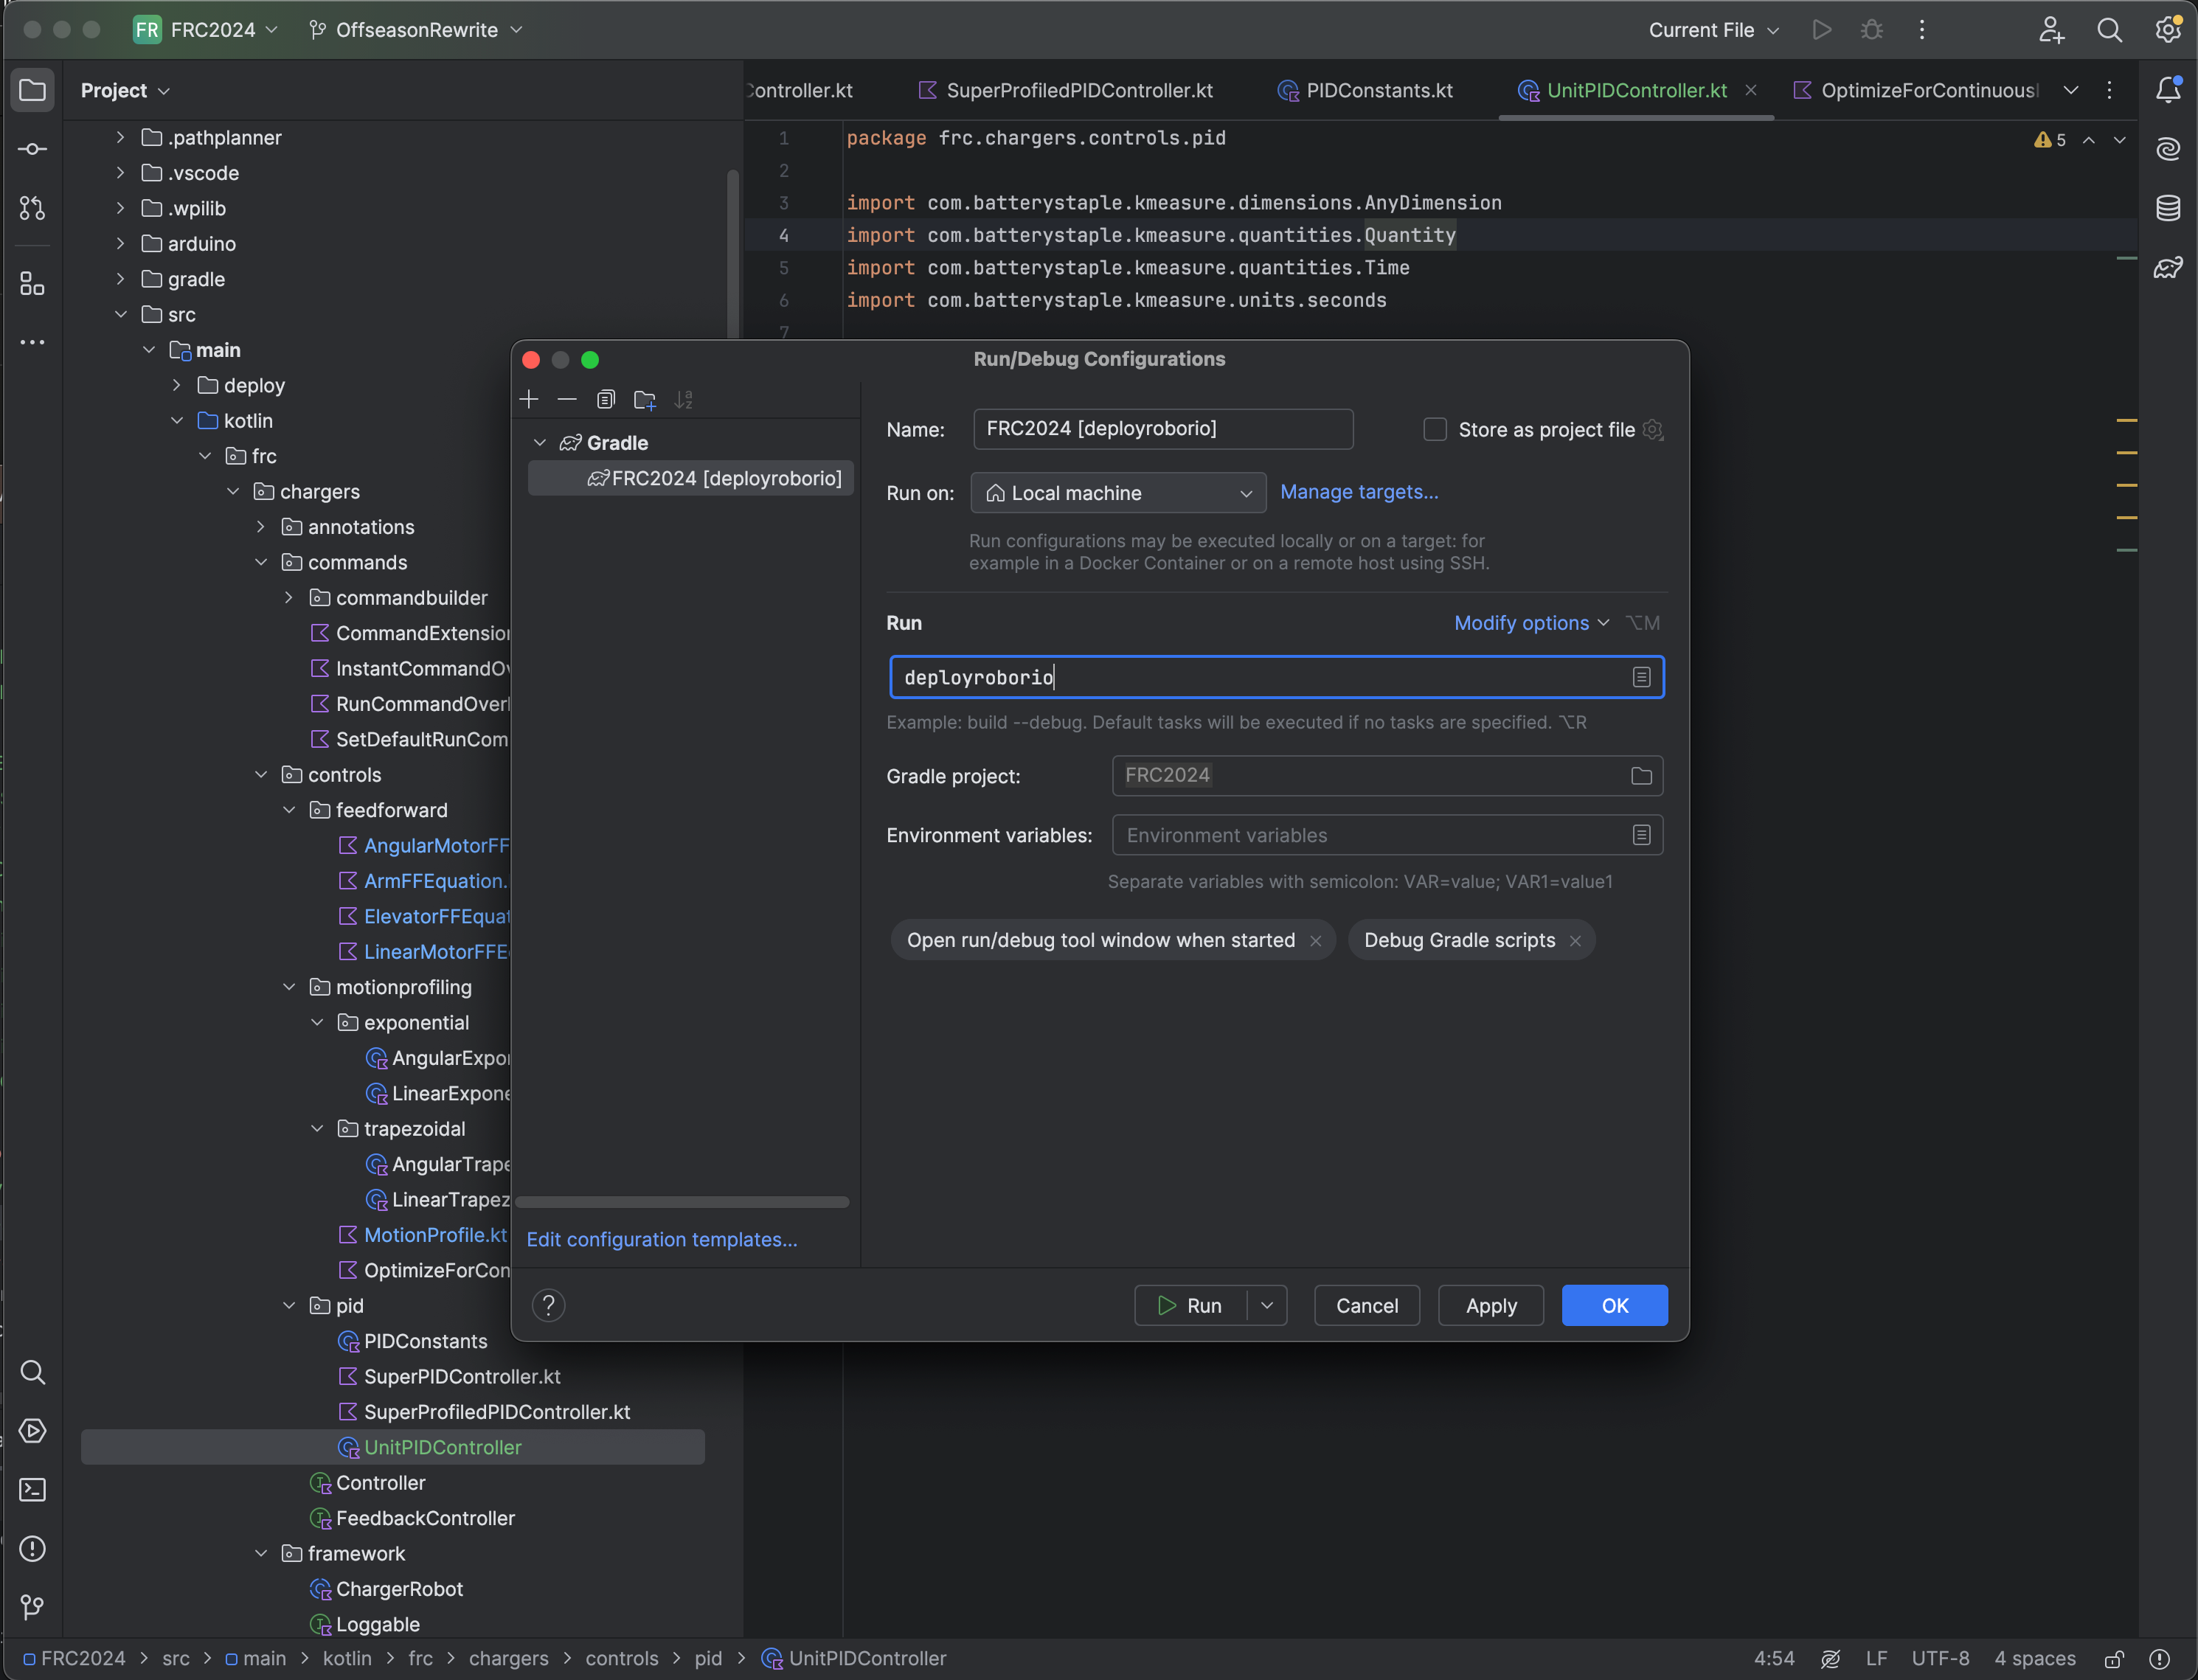 FR FRC2024 OffseasonRewrite Current File
Project
.pathplanner
.vscode
.wpilib
arduino
gradle
src
main
deploy
kotlin
frc
chargers
annotations
commands
commandbuilder
CommandExtension
InstantCommandOv
RunCommandOverl
SetDefaultRunCom
controls
feedforward
AngularMotorFF
ArmFFEquation.
ElevatorFFEquat
LinearMotorFFE
motionprofiling
exponential
AngularExpon
LinearExpone
trapezoidal
AngularTrape
LinearTrapez
MotionProfile.kt
OptimizeForCon
pid
PIDConstants
SuperPIDController.kt
SuperProfiledPIDController.kt
UnitPIDController
Controller
FeedbackController
framework
ChargerRobot
Loggable
Controller.kt SuperProfiledPIDController.kt PIDConstants.kt UnitPIDController.kt OptimizeForContinuousI
1 package frc.chargers.controls.pid
5
2
3 import com.batterystaple.kmeasure.dimensions.AnyDimension
4 import com.batterystaple.kmeasure.quantities.Quantity
5 import com.batterystaple.kmeasure.quantities.Time
6 import com.batterystaple.kmeasure.units.seconds
7
Run/Debug Configurations
Gradle
FRC2024 [deployroborio]
Edit configuration templates...
Name: FRC2024 [deployroborio] Store as project file
Run on: Local machine Manage targets...
Run configurations may be executed locally or on a target: for
example in a Docker Container or on a remote host using SSH.
Run Modify options ⌥M
deployroborio
Example: build --debug. Default tasks will be executed if no tasks are specified. ⌥R
Gradle project: FRC2024
Environment variables: Environment variables
Separate variables with semicolon: VAR=value; VAR1=value1
Open run/debug tool window when started Debug Gradle scripts
? Run Cancel Apply OK
FRC2024 > src > main > kotlin > frc > chargers > controls > pid > UnitPIDController 4:54 LF UTF-8 4 spaces